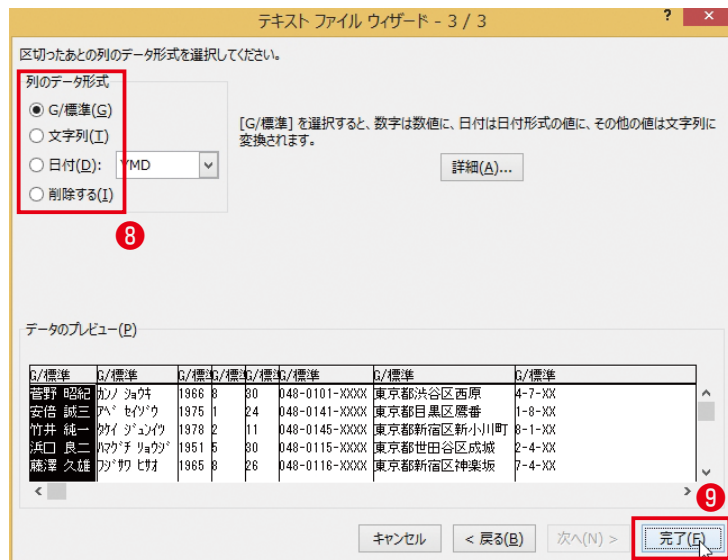 テキスト ファイル ウィザード - 3 / 3
? ×
区切ったあとの列のデータ形式を選択してください。
列のデータ形式
G/標準(G)
文字列(T)
日付(D): YMD
削除する(I)
[G/標準] を選択すると、数字は数値に、日付は日付形式の値に、その他の値は文字列に
変換されます。
詳細(A)...
8
データのプレビュー(P)
G/標準 G/標準 G/標準 G/標準 G/標準 G/標準 G/標準 G/標準
菅野 昭紀 カンノ ショウキ 1966 8 30 048-0101-XXXX 東京都渋谷区西原 4-7-XX
安倍 誠三 アベ セイゾウ 1975 1 24 048-0141-XXXX 東京都目黒区鷹番 1-8-XX
竹井 純一 タケイ ジュンイツ 1978 2 11 048-0145-XXXX 東京都新宿区新小川町 8-1-XX
浜口 良二 ハマグチ リョウジ 1951 5 30 048-0115-XXXX 東京都世田谷区成城 2-4-XX
藤澤 久雄 フジサワ ヒサオ 1965 8 26 048-0116-XXXX 東京都新宿区神楽坂 7-4-XX
9
キャンセル < 戻る(B) 次へ(N) > 完了(F)